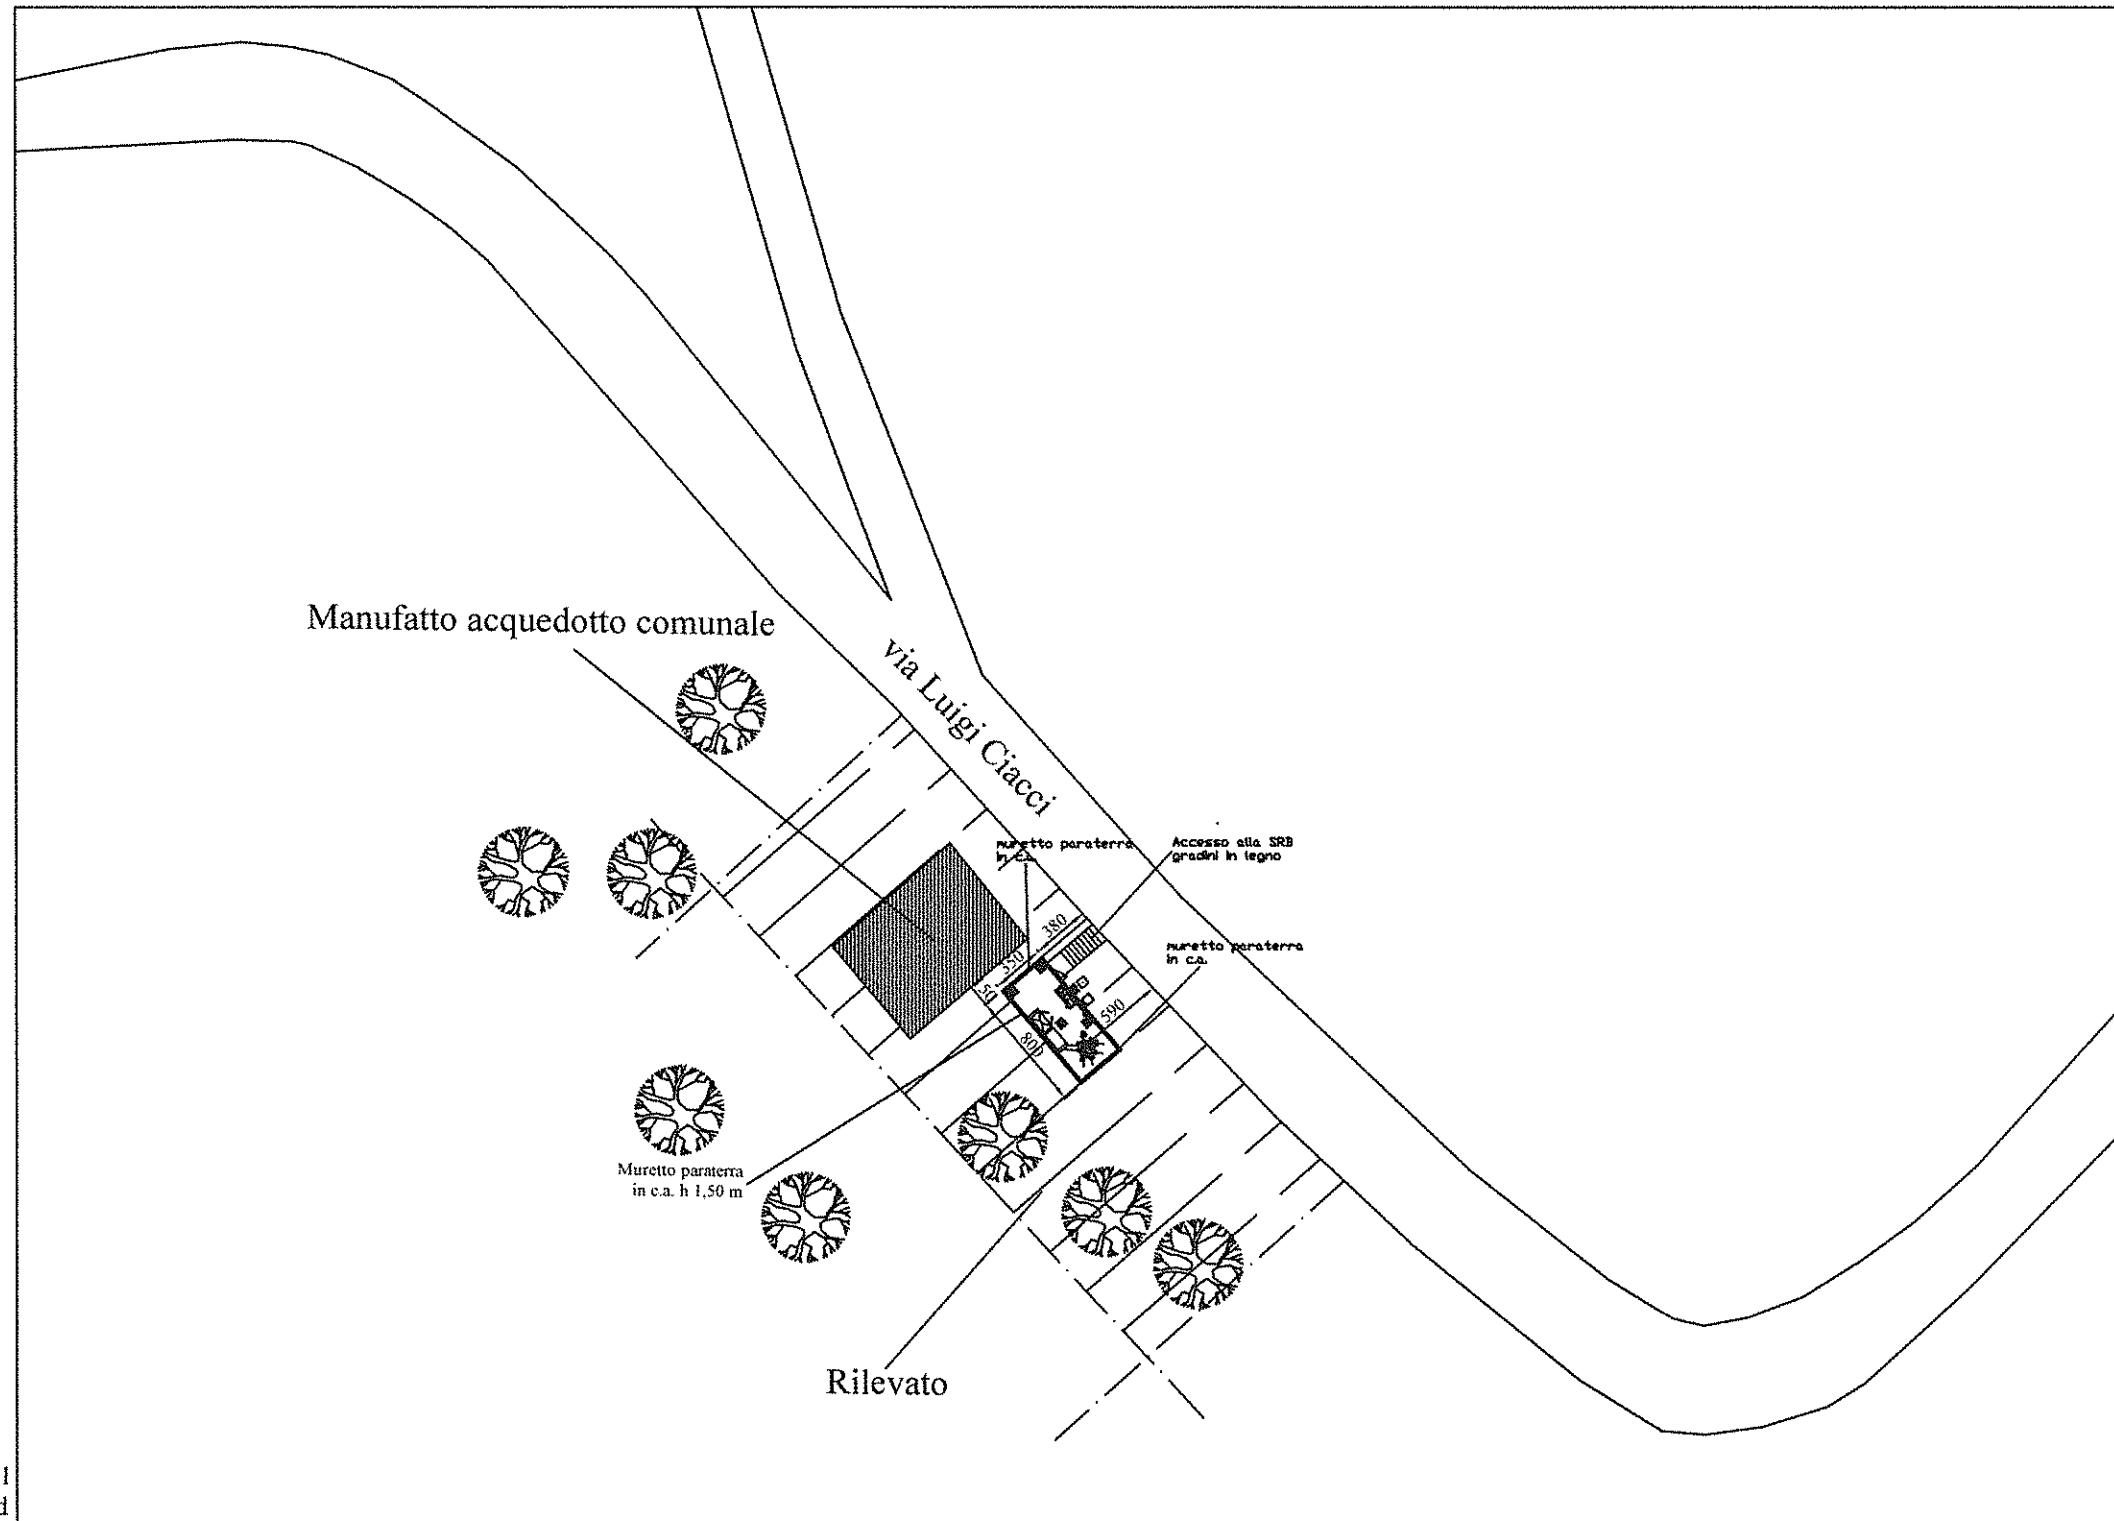 Manufatto acquedotto comunale
via Luigi Ciacci
muretto paraterra
in c.a.
Accesso alla SRB
gradini in legno
380
muretto paraterra
in c.a.
350
50
590
800
Muretto paraterra
in c.a. h 1,50 m
Rilevato